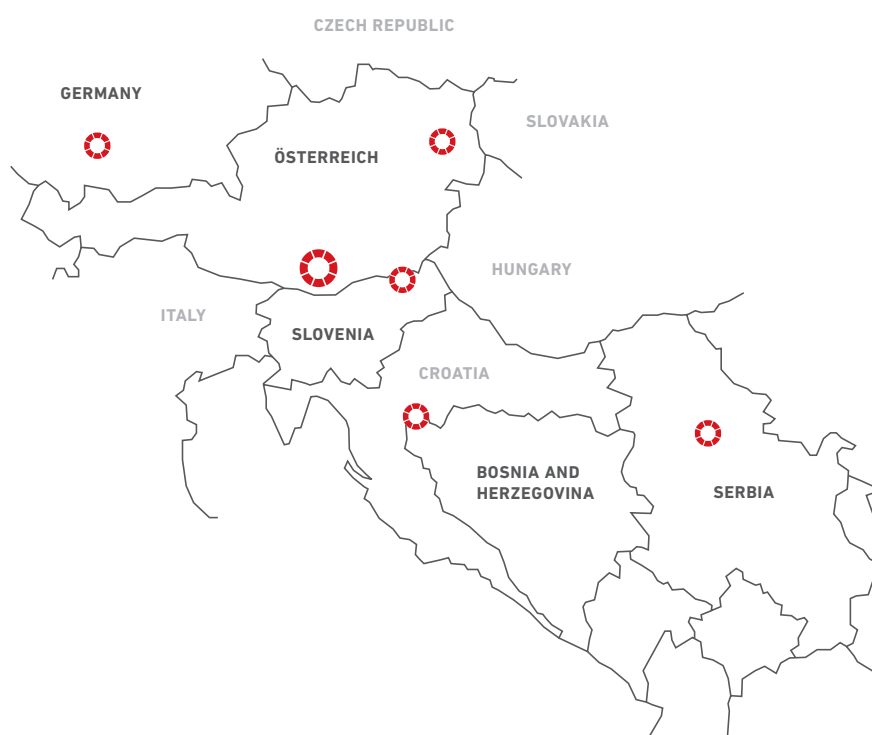 CZECH REPUBLIC
GERMANY
SLOVAKIA
ÖSTERREICH
HUNGARY
ITALY
SLOVENIA
CROATIA
BOSNIA AND
HERZEGOVINA
SERBIA